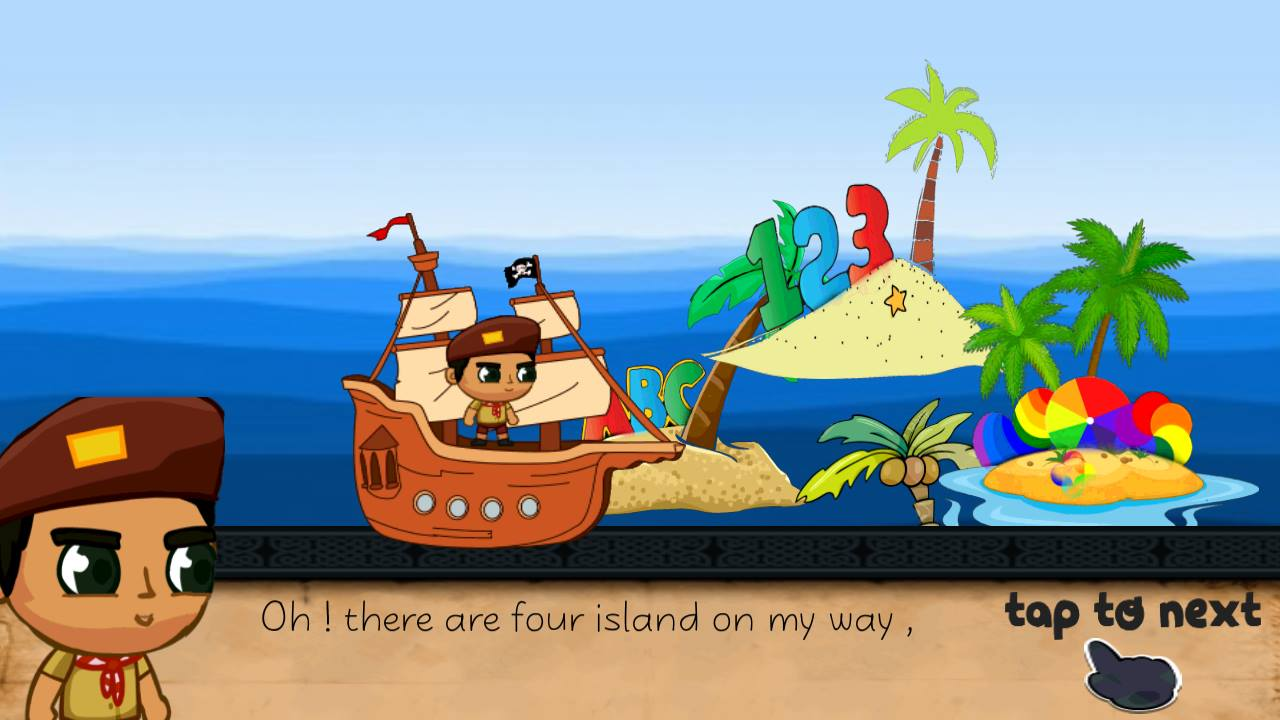 123
ABC
Oh ! there are four island on my way ,
tap to next